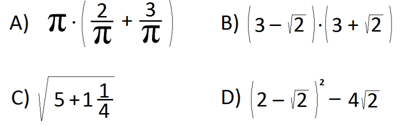 A) π·(2/π + 3/π) B) (3 − √2)·(3 + √2)
C) √(5+1 1/4) D) (2 − √2)² − 4√2